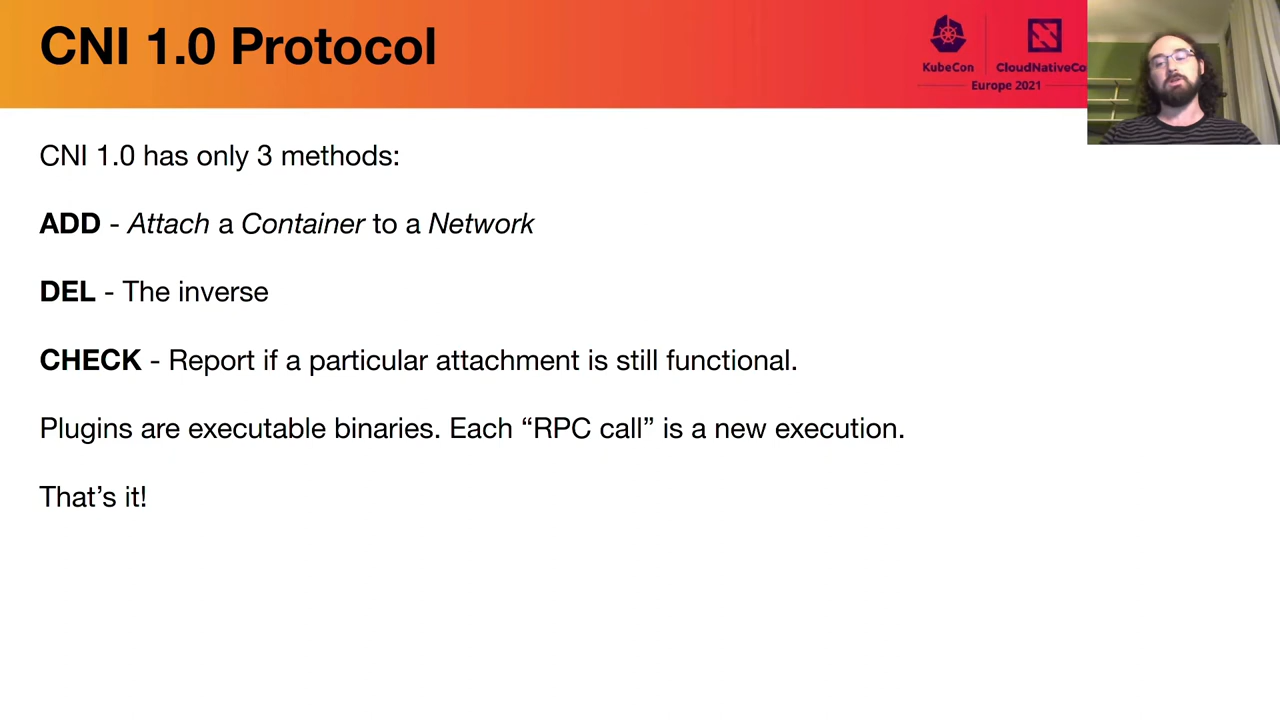 CNI 1.0 Protocol
KubeCon
CloudNativeCo
Europe 2021
CNI 1.0 has only 3 methods:
ADD - Attach a Container to a Network
DEL - The inverse
CHECK - Report if a particular attachment is still functional.
Plugins are executable binaries. Each “RPC call” is a new execution.
That’s it!